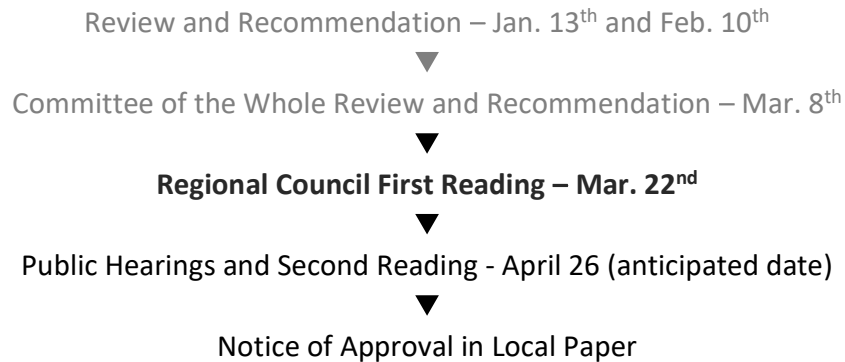 Review and Recommendation – Jan. 13th and Feb. 10th
Committee of the Whole Review and Recommendation – Mar. 8th
Regional Council First Reading – Mar. 22nd
Public Hearings and Second Reading - April 26 (anticipated date)
Notice of Approval in Local Paper